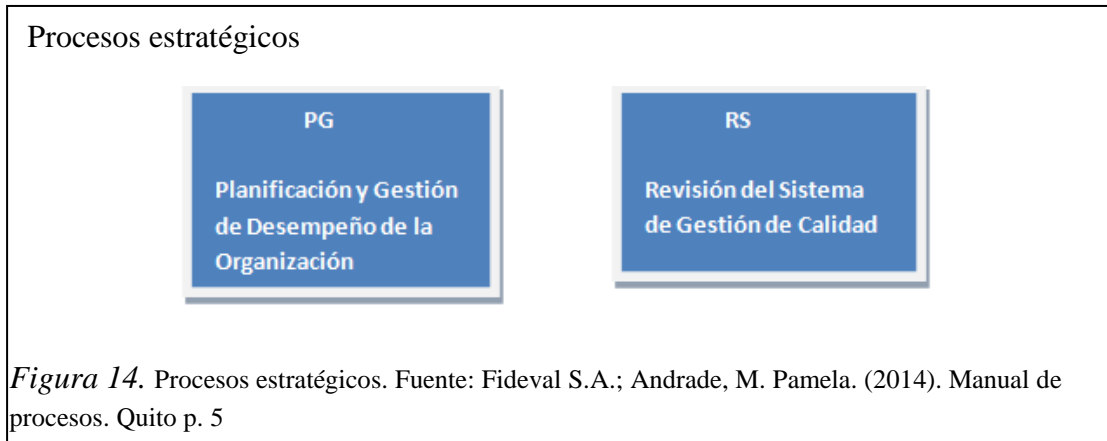 Procesos estratégicos
PG
Planificación y Gestión
de Desempeño de la
Organización
RS
Revisión del Sistema
de Gestión de Calidad
Figura 14. Procesos estratégicos. Fuente: Fideval S.A.; Andrade, M. Pamela. (2014). Manual de
procesos. Quito p. 5